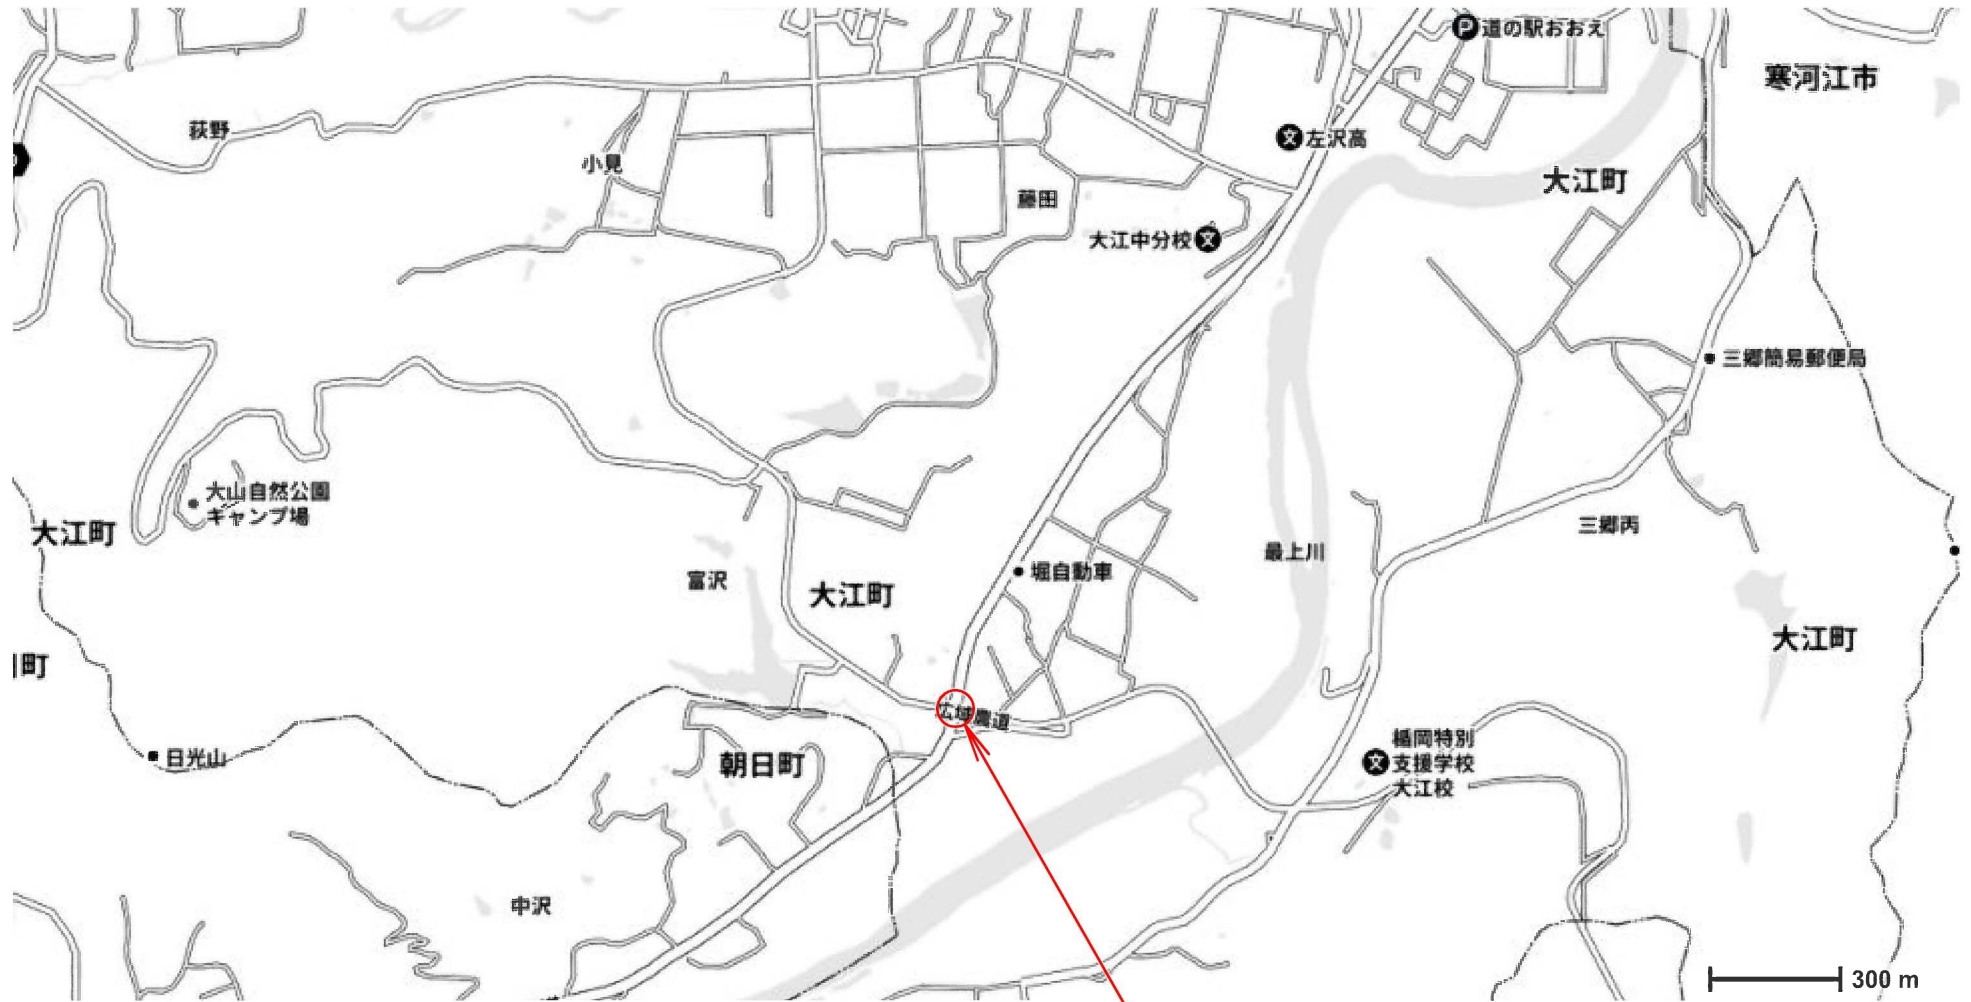 道の駅おおえ
寒河江市
荻野
左沢高
小見
大江町
藤田
大江中分校
三郷簡易郵便局
大山自然公園
キャンプ場
大江町
三郷丙
最上川
富沢
堀自動車
大江町
大江町
町
広域農道
楯岡特別
支援学校
大江校
日光山
朝日町
中沢
300 m